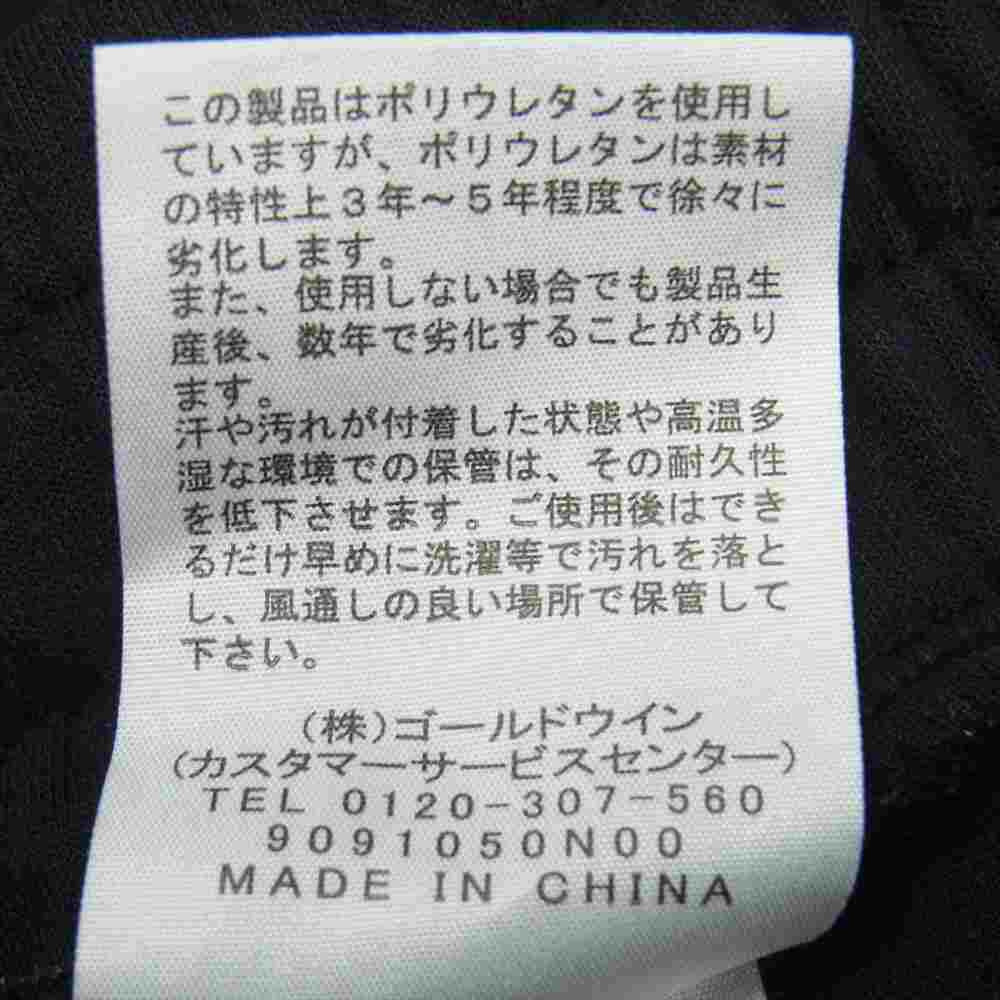 この製品はポリウレタンを使用し
ていますが、ポリウレタンは素材
の特性上3年～5年程度で徐々に
劣化します。
また、使用しない場合でも製品生
産後、数年で劣化することがあり
ます。
汗や汚れが付着した状態や高温多
湿な環境での保管は、その耐久性
を低下させます。ご使用後はでき
るだけ早めに洗濯等で汚れを落と
し、風通しの良い場所で保管して
下さい。
(株)ゴールドウイン
(カスタマーサービスセンター)
TEL 0120-307-560
9091050N00
MADE IN CHINA